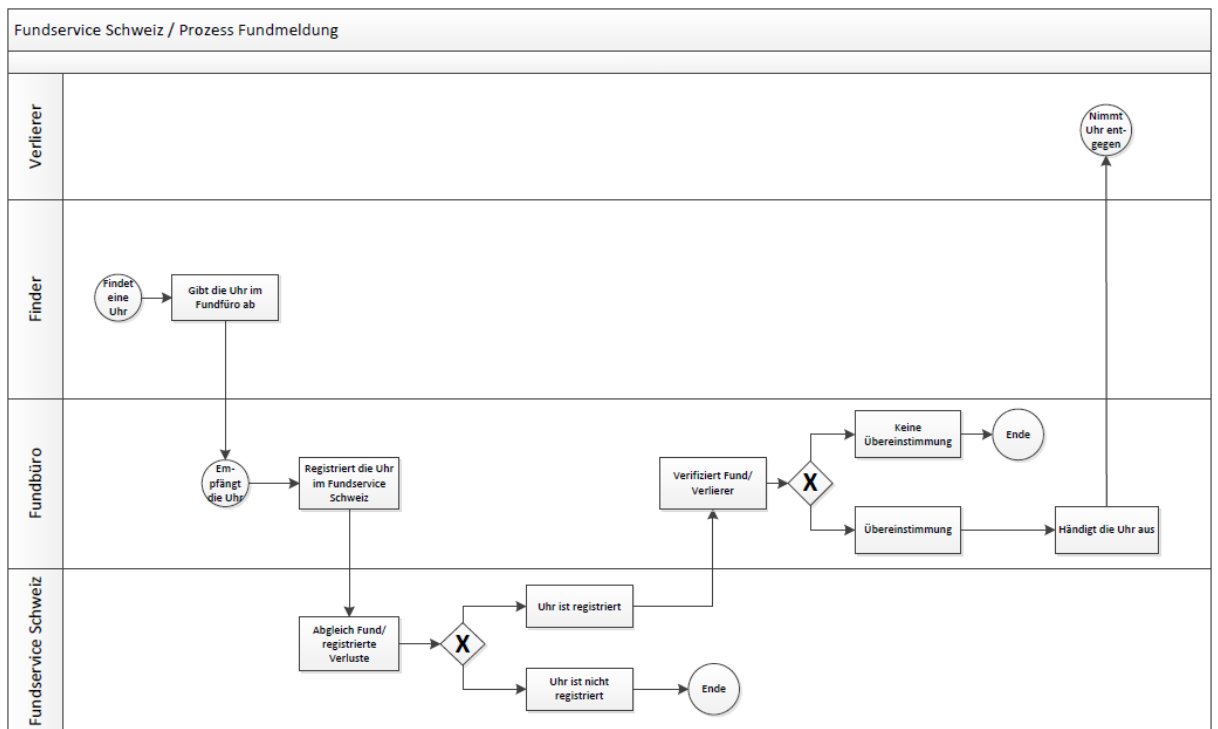 Fundservice Schweiz / Prozess Fundmeldung
Verlierer
Nimmt
Uhr ent-
gegen
Finder
Findet
eine
Uhr
Gibt die Uhr im
Fundfüro ab
Fundbüro
Em-
pfängt
die Uhr
Registriert die Uhr
im Fundservice
Schweiz
Verifiziert Fund/
Verlierer
X
Keine
Übereinstimmung
Ende
Übereinstimmung
Händigt die Uhr aus
Fundservice Schweiz
Abgleich Fund/
registrierte
Verluste
X
Uhr ist registriert
Uhr ist nicht
registriert
Ende